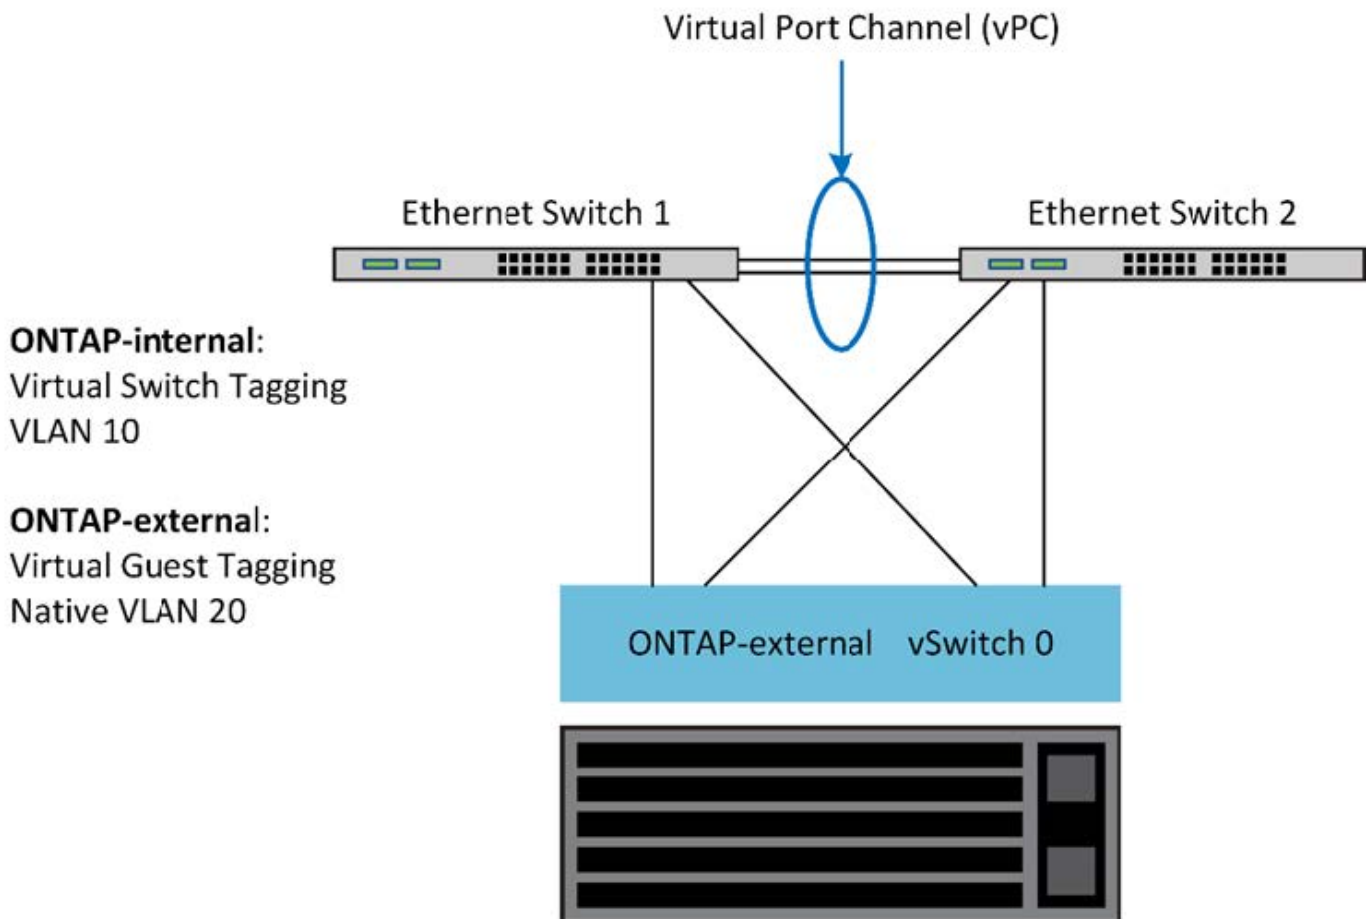 Virtual Port Channel (vPC)
Ethernet Switch 1
Ethernet Switch 2
ONTAP-internal:
Virtual Switch Tagging
VLAN 10
ONTAP-external:
Virtual Guest Tagging
Native VLAN 20
ONTAP-external vSwitch 0